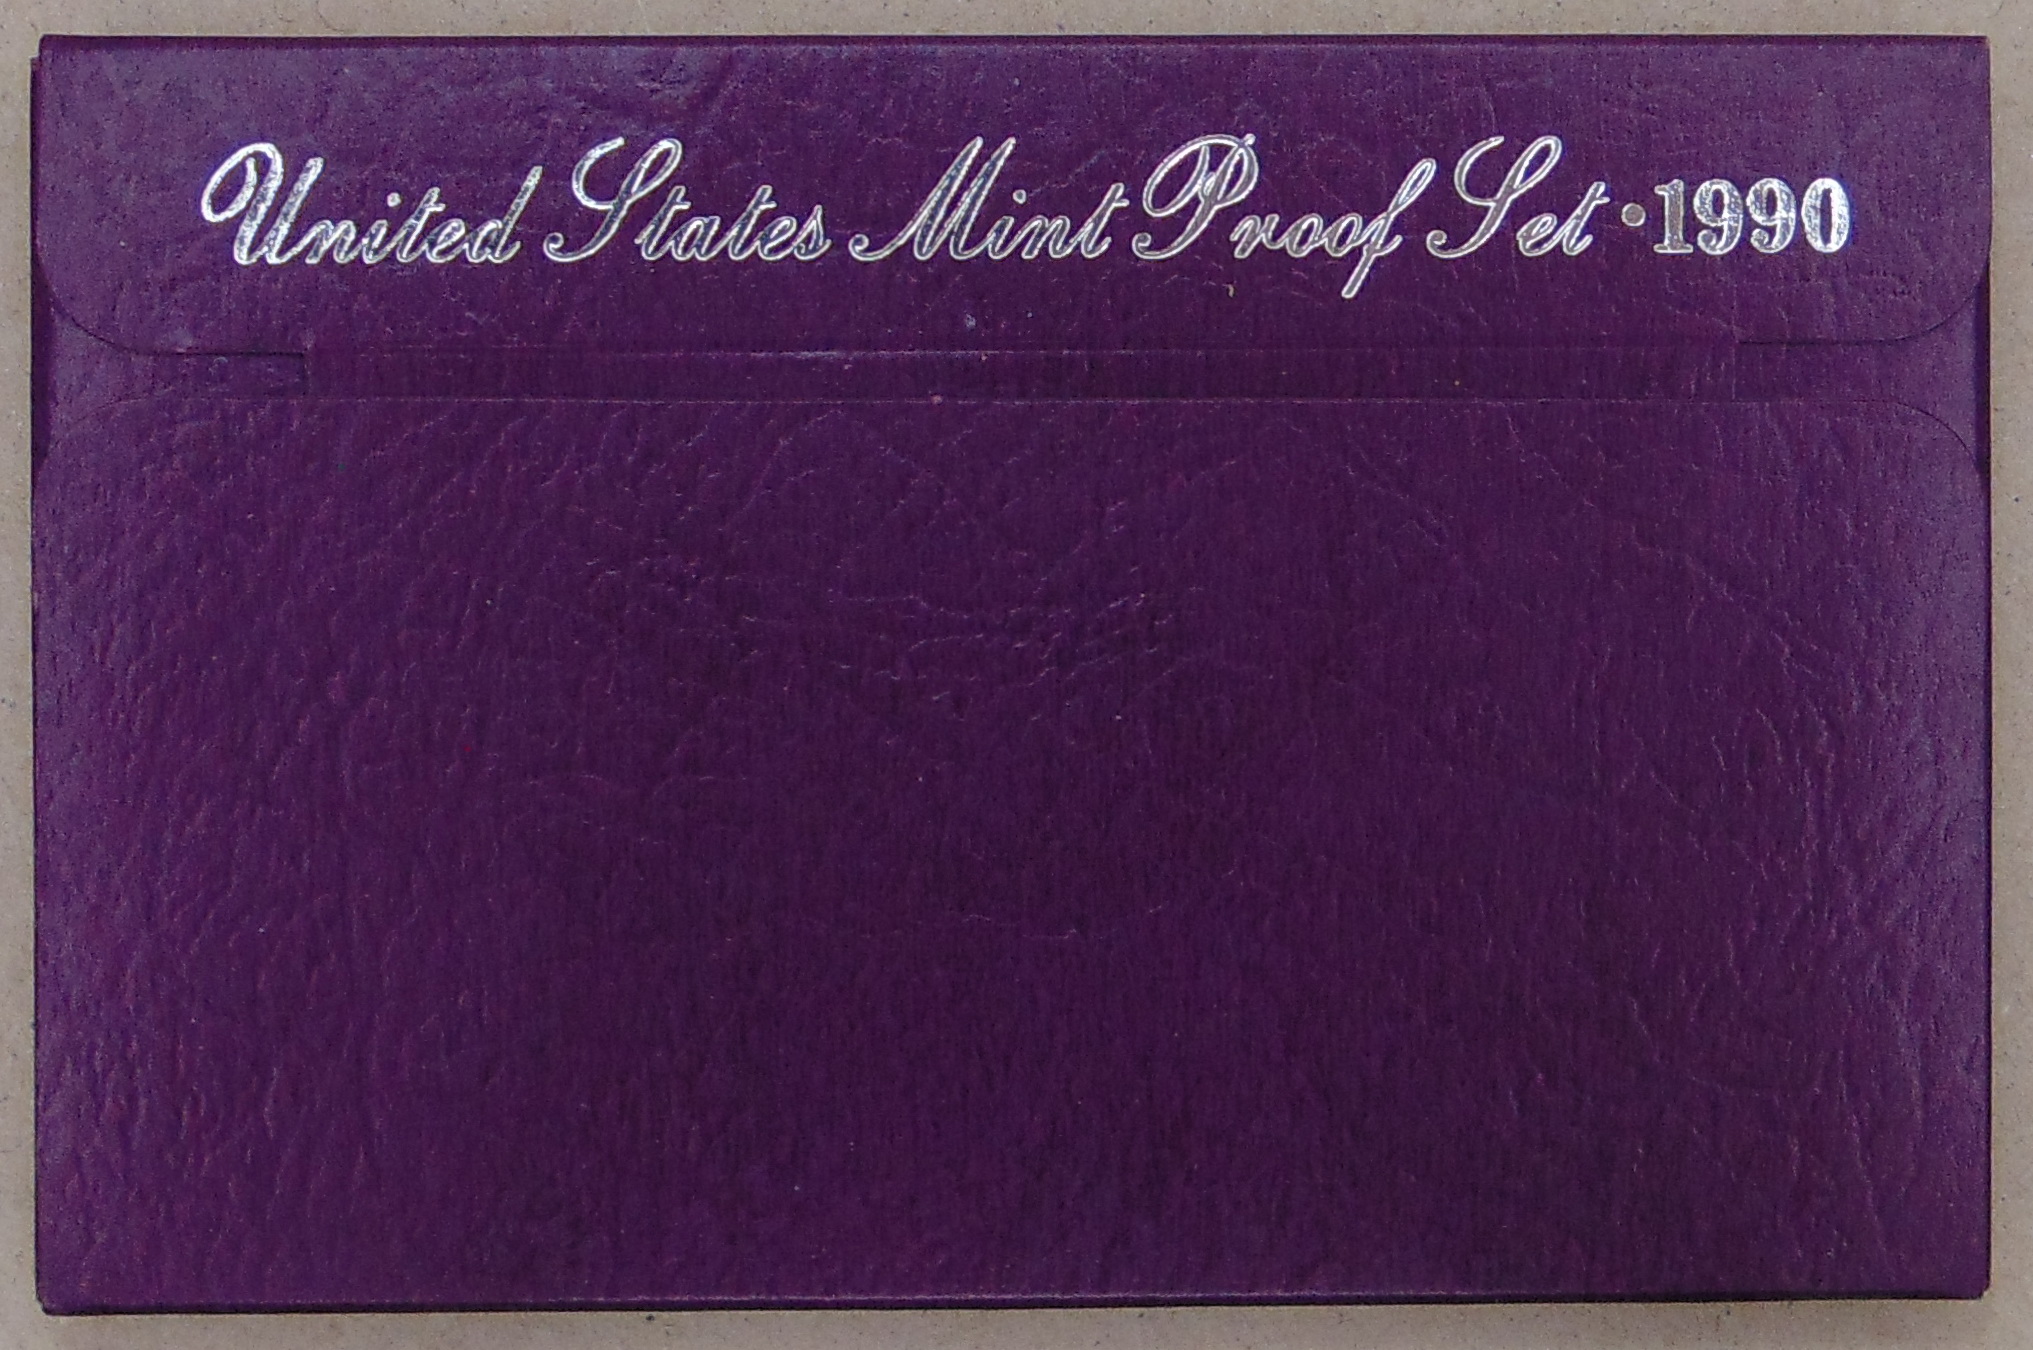 United States Mint Proof Set • 1990